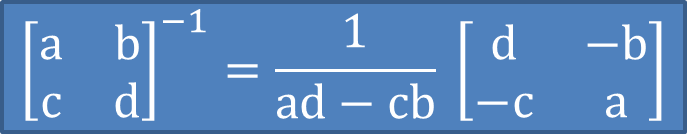 [a b
c d]⁻¹ = 1/(ad − cb) [d −b
−c a]